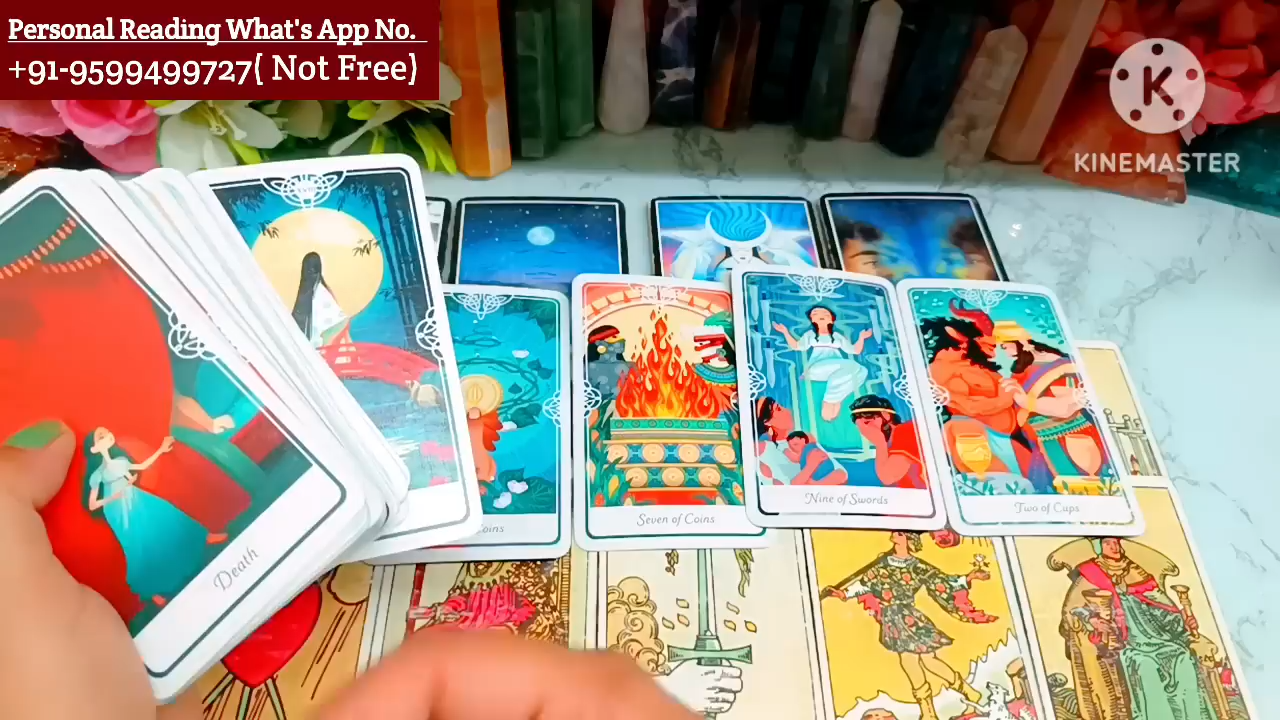 Personal Reading What's App No.
+91-9599499727( Not Free)
KINEMASTER
Death
Coins
Seven of Coins
Nine of Swords
Two of Cups